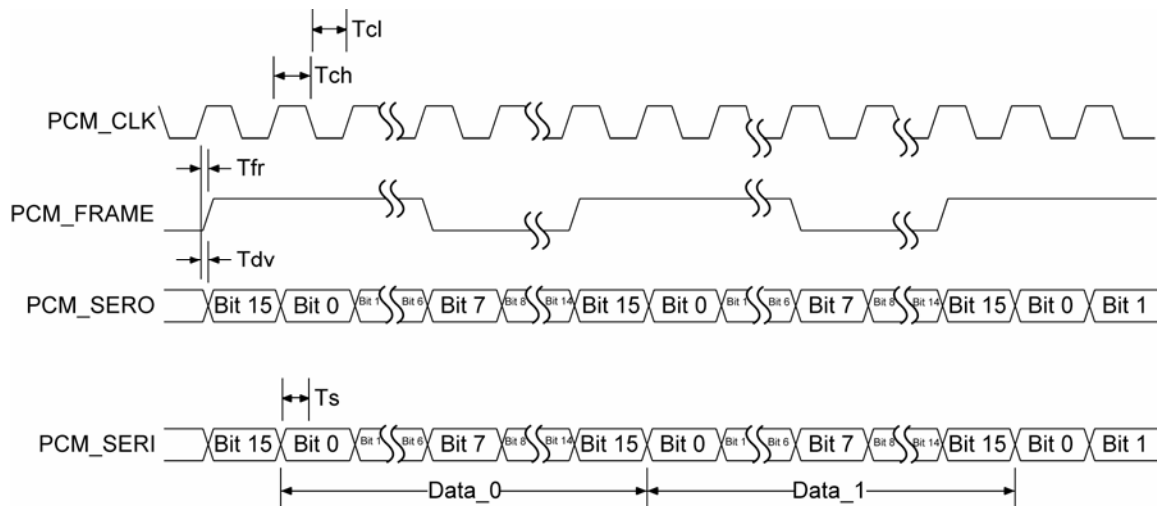 Tcl
Tch
PCM_CLK
Tfr
PCM_FRAME
Tdv
PCM_SERO Bit 15 Bit 0 Bit 1 Bit 6 Bit 7 Bit 8 Bit 14 Bit 15 Bit 0 Bit 1 Bit 6 Bit 7 Bit 8 Bit 14 Bit 15 Bit 0 Bit 1
Ts
PCM_SERI Bit 15 Bit 0 Bit 1 Bit 6 Bit 7 Bit 8 Bit 14 Bit 15 Bit 0 Bit 1 Bit 6 Bit 7 Bit 8 Bit 14 Bit 15 Bit 0 Bit 1
Data_0 Data_1